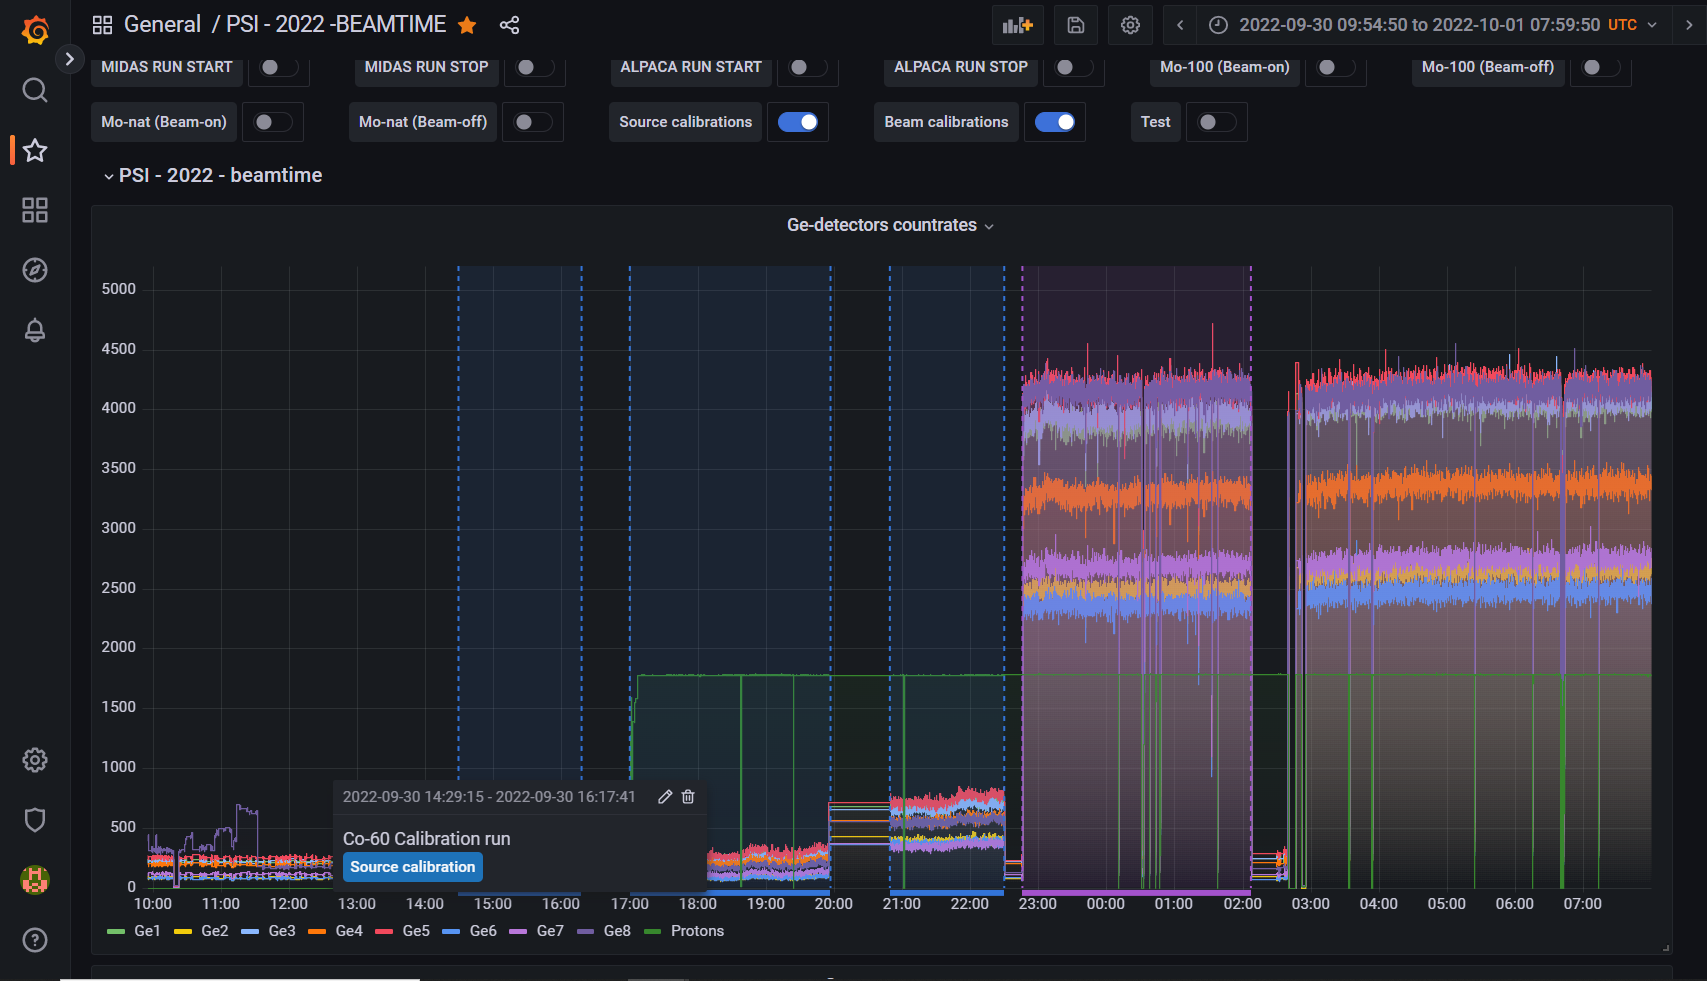 General / PSI - 2022 -BEAMTIME
2022-09-30 09:54:50 to 2022-10-01 07:59:50 UTC
MIDAS RUN START
MIDAS RUN STOP
ALPACA RUN START
ALPACA RUN STOP
Mo-100 (Beam-on)
Mo-100 (Beam-off)
Mo-nat (Beam-on)
Mo-nat (Beam-off)
Source calibrations
Beam calibrations
Test
PSI - 2022 - beamtime
Ge-detectors countrates
5000
4500
4000
3500
3000
2500
2000
1500
1000
500
0
2022-09-30 14:29:15 - 2022-09-30 16:17:41
Co-60 Calibration run
Source calibration
10:00 11:00 12:00 13:00 14:00 15:00 16:00 17:00 18:00 19:00 20:00 21:00 22:00 23:00 00:00 01:00 02:00 03:00 04:00 05:00 06:00 07:00
Ge1 Ge2 Ge3 Ge4 Ge5 Ge6 Ge7 Ge8 Protons